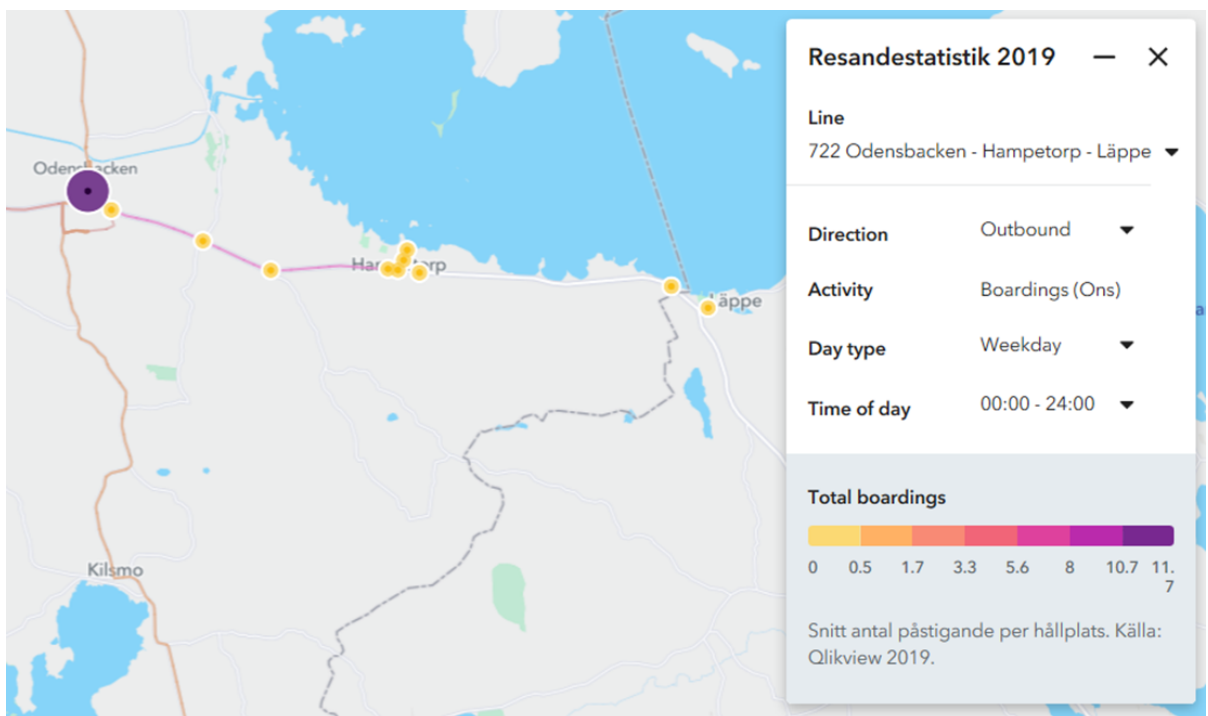 Resandestatistik 2019
Line
722 Odensbacken - Hampetorp - Läppe
Direction Outbound
Activity Boardings (Ons)
Day type Weekday
Time of day 00:00 - 24:00
Total boardings
0 0.5 1.7 3.3 5.6 8 10.7 11.
7
Snitt antal påstigande per hållplats. Källa:
Qlikview 2019.
Odensbacken
Hampetorp
Läppe
Kilsmo